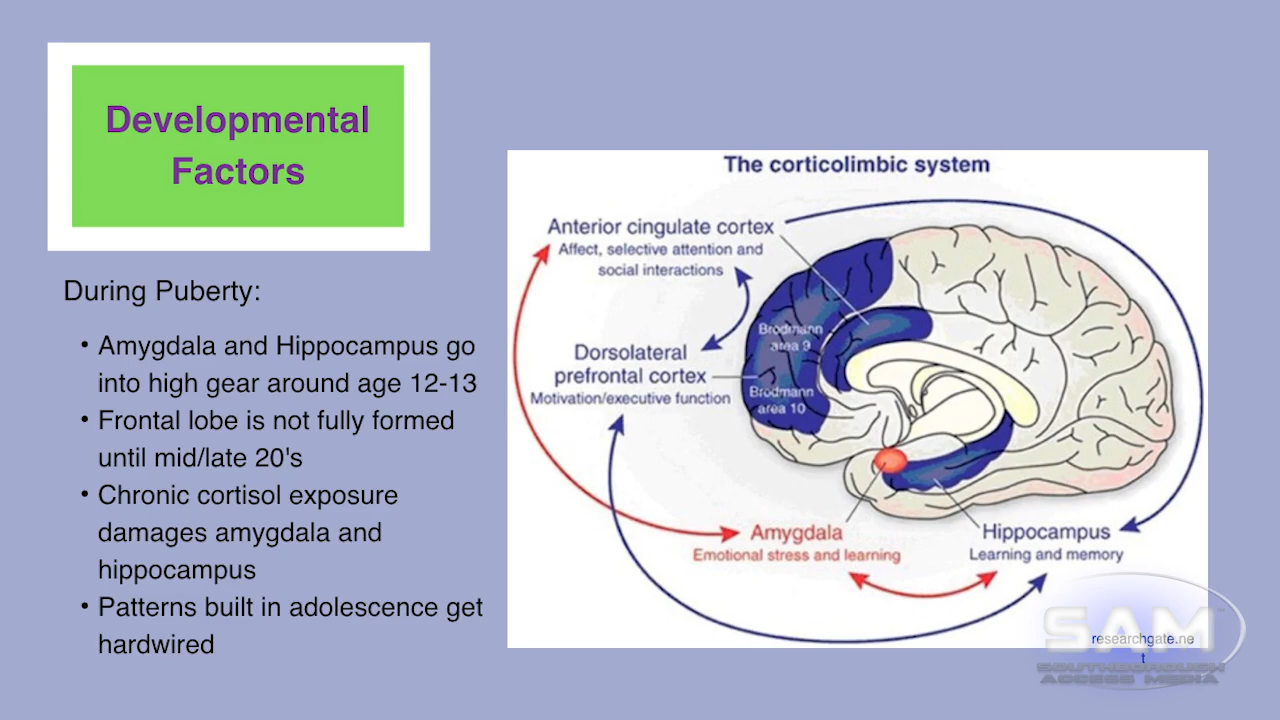 Developmental
Factors
During Puberty:
• Amygdala and Hippocampus go
into high gear around age 12-13
• Frontal lobe is not fully formed
until mid/late 20's
• Chronic cortisol exposure
damages amygdala and
hippocampus
• Patterns built in adolescence get
hardwired
The corticolimbic system
Anterior cingulate cortex
Affect, selective attention and
social interactions
Dorsolateral
prefrontal cortex
Motivation/executive function
Brodmann
area 9
Brodmann
area 10
Amygdala
Emotional stress and learning
Hippocampus
Learning and memory
researchgate.ne
t
SAM
SOUTHBOROUGH
ACCESS MEDIA